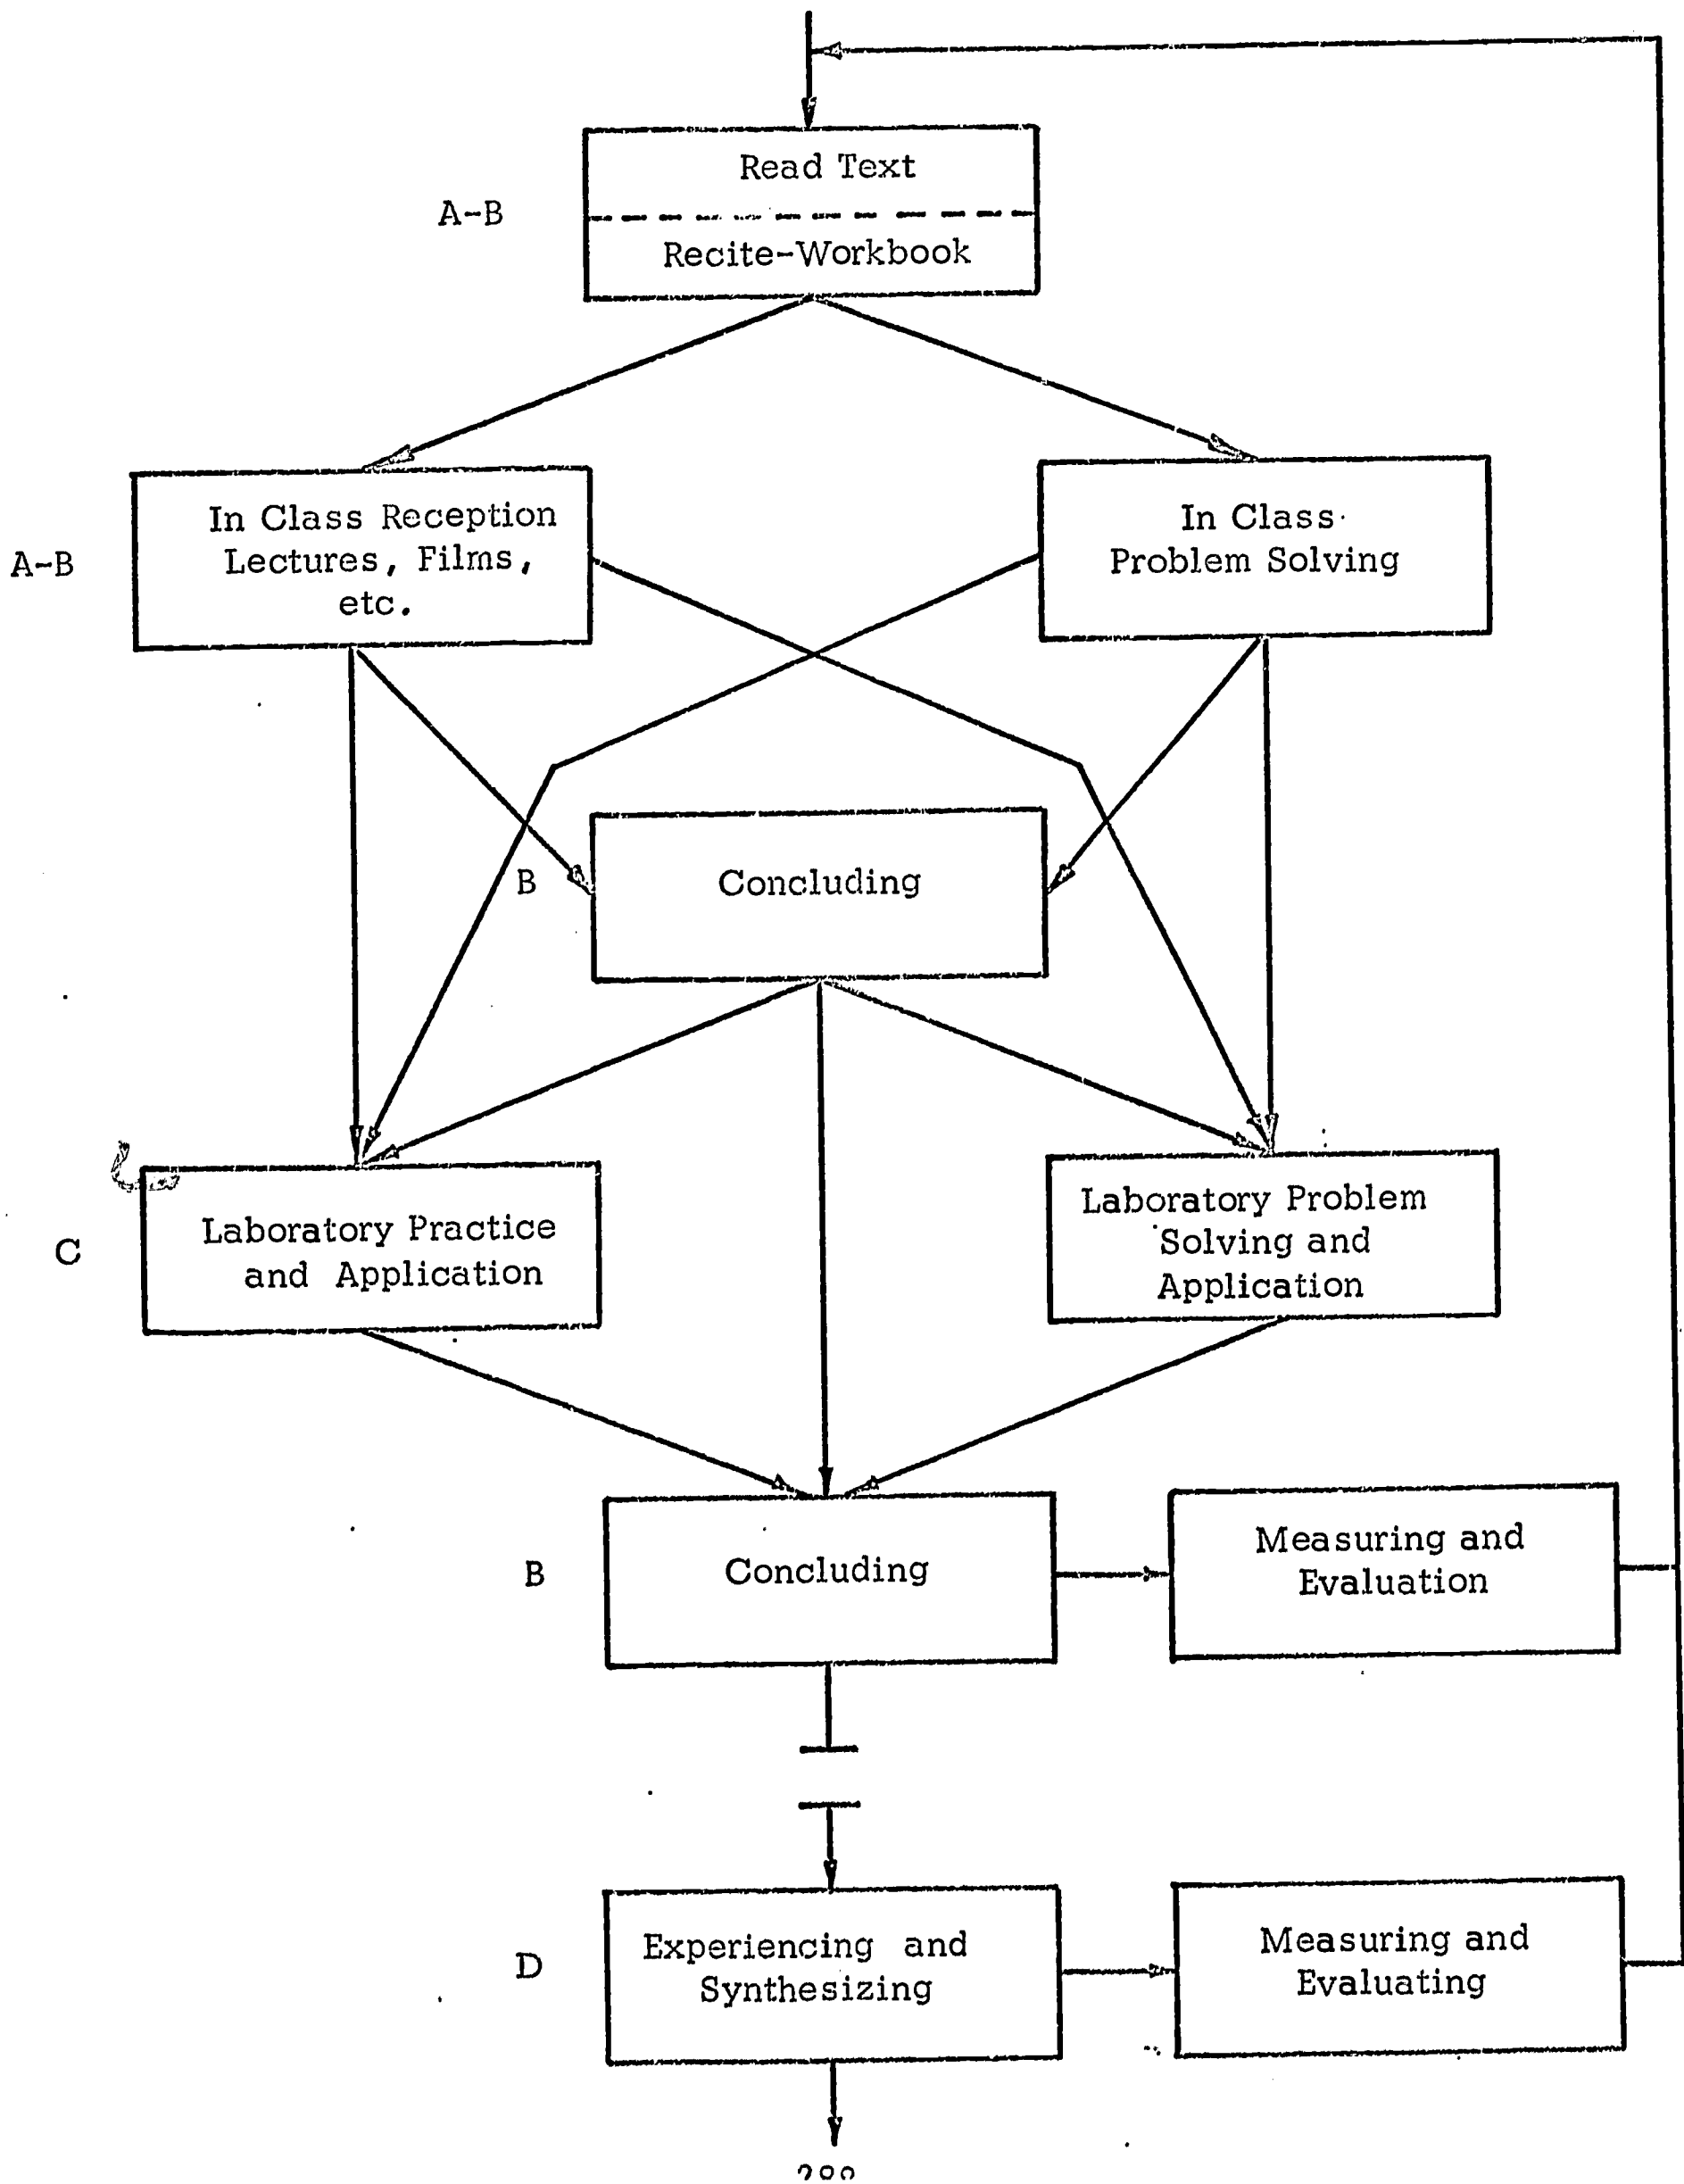 Read Text
A-B
Recite-Workbook
In Class Reception
Lectures, Films,
etc.
A-B
In Class
Problem Solving
B
Concluding
Laboratory Practice
and Application
C
Laboratory Problem
Solving and
Application
B
Concluding
Measuring and
Evaluation
D
Experiencing and
Synthesizing
Measuring and
Evaluating